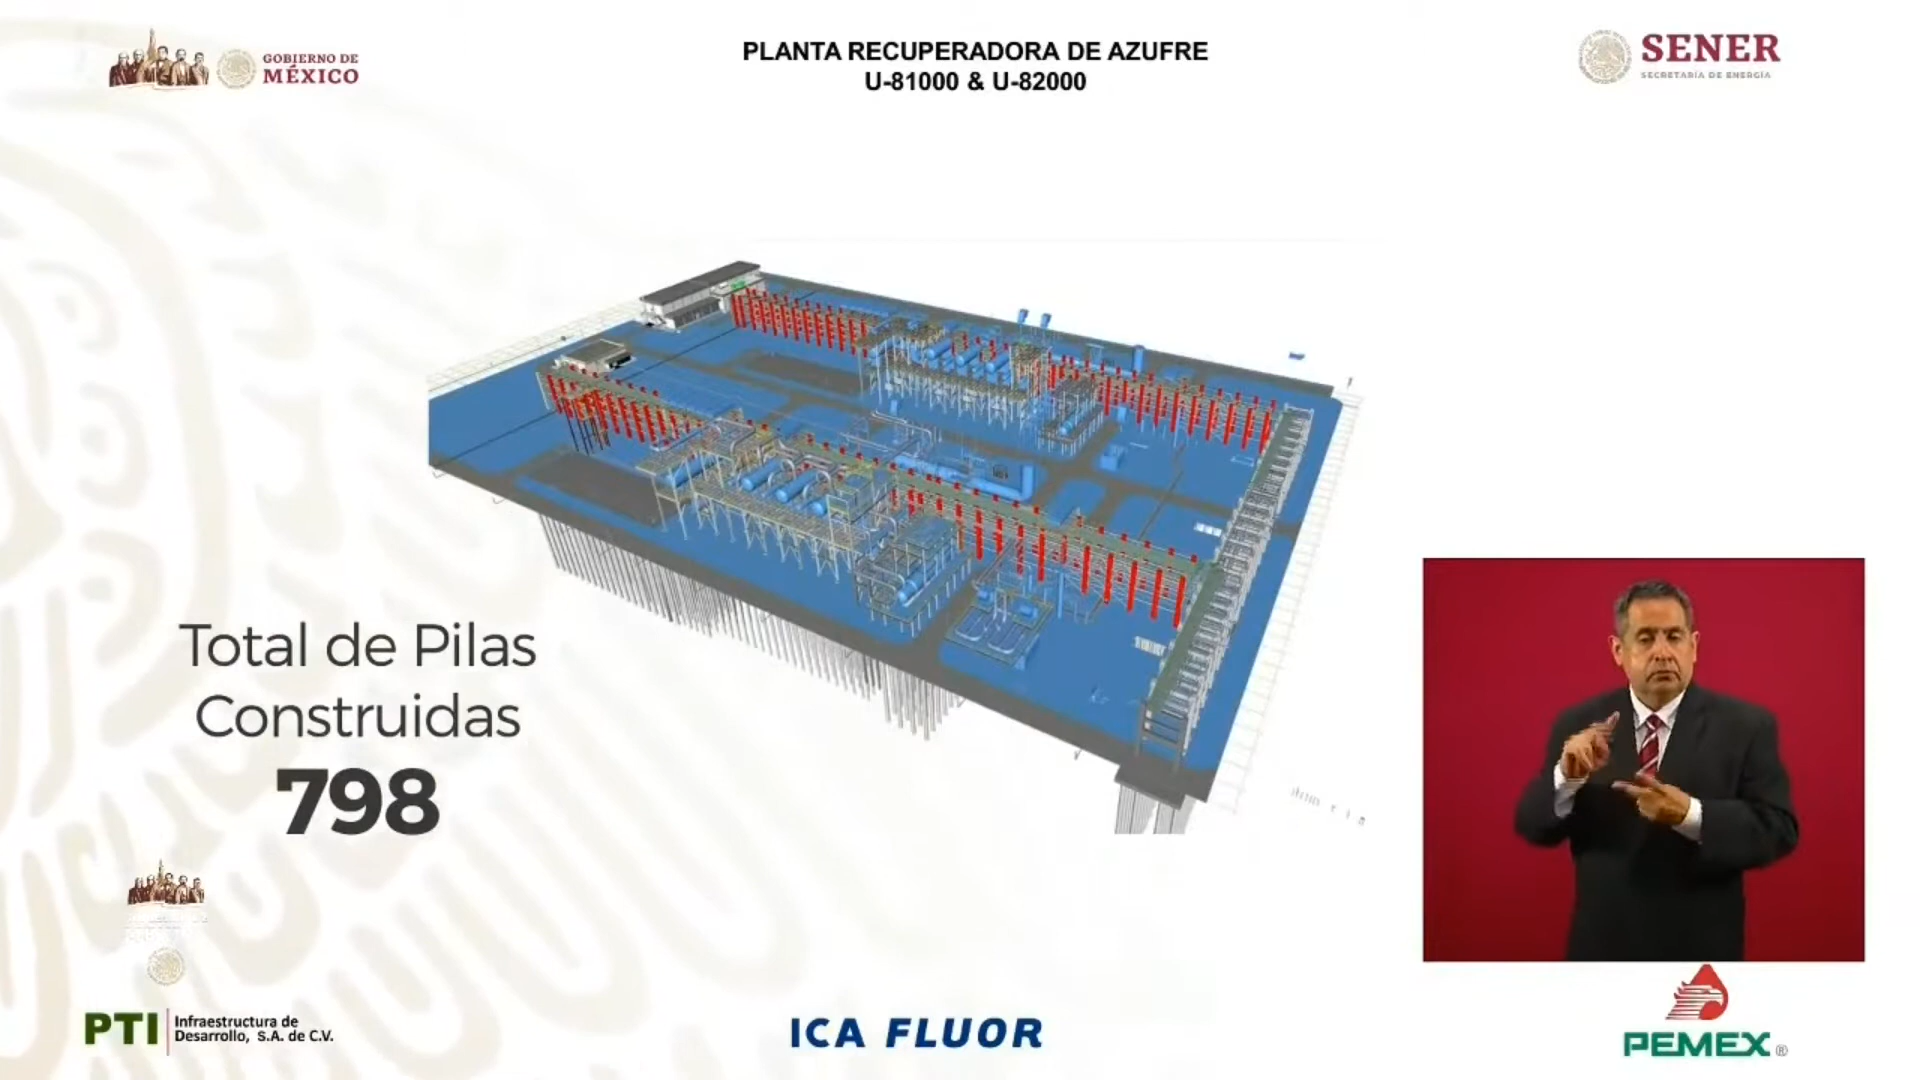 GOBIERNO DE
MÉXICO
PLANTA RECUPERADORA DE AZUFRE
U-81000 & U-82000
SENER
SECRETARÍA DE ENERGÍA
Total de Pilas
Construidas
798
PTI
Infraestructura de
Desarrollo, S.A. de C.V.
ICA FLUOR
PEMEX ®